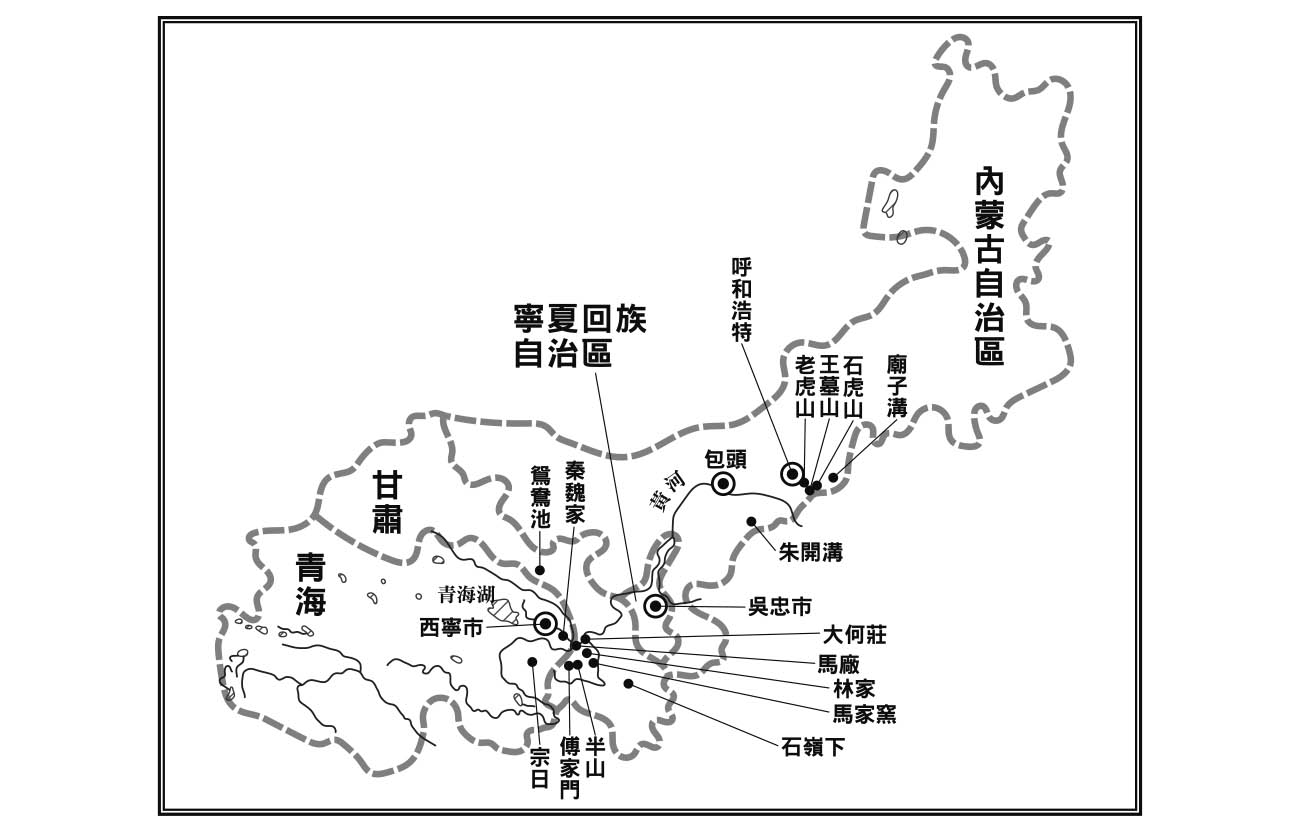 內蒙古自治區
呼和浩特
寧夏回族
自治區
老虎山
王墓山
石虎山
廟子溝
包頭
黃河
甘肅
鴛鴦池
秦魏家
朱開溝
青海
青海湖
西寧市
吳忠市
大何莊
馬廠
林家
馬家窯
石嶺下
宗日
傅家門
半山